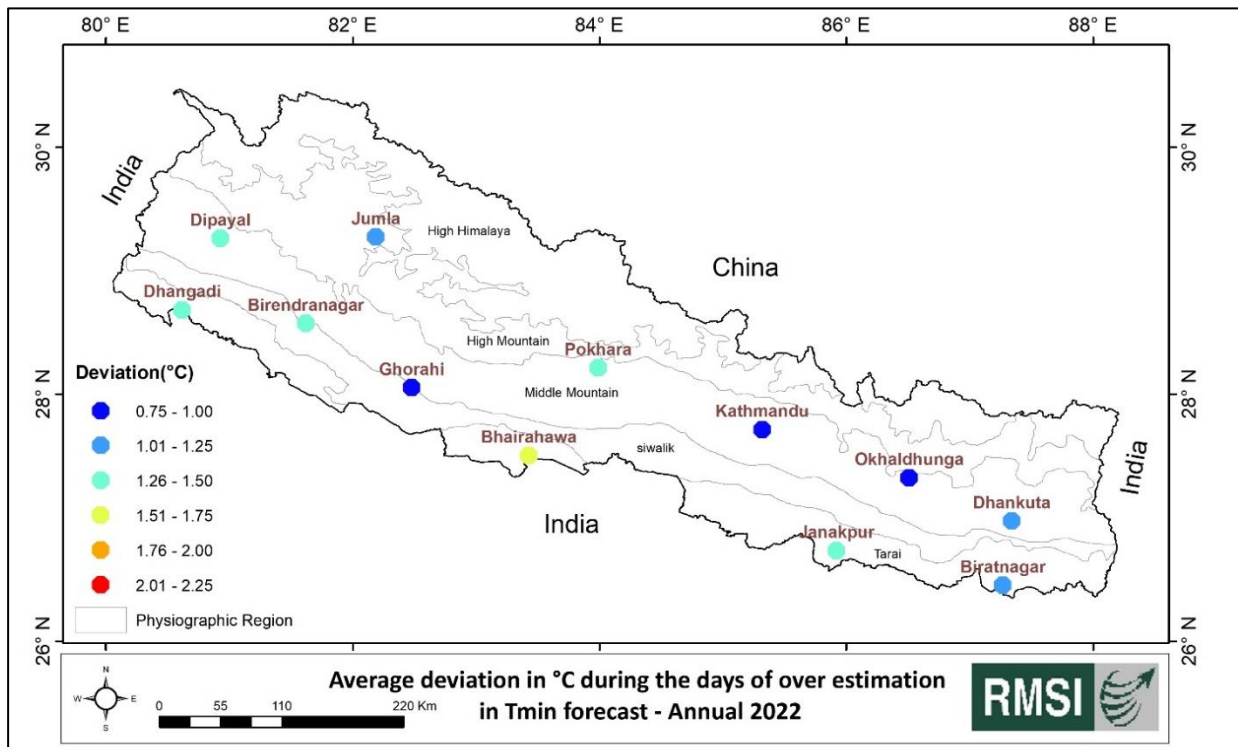 80° E
82° E
84° E
86° E
88° E
30° N
30° N
India
Dipayal
Jumla
High Himalaya
China
Dhangadi
Birendranagar
High Mountain
Pokhara
Deviation(°C)
Ghorahi
28° N
28° N
Middle Mountain
Kathmandu
0.75 - 1.00
Bhairahawa
siwalik
Okhaldhunga
India
1.01 - 1.25
1.26 - 1.50
Dhankuta
India
1.51 - 1.75
Janakpur
Tarai
1.76 - 2.00
Biratnagar
2.01 - 2.25
Physiographic Region
26° N
26° N
N
W
E
S
0
55
110
220 Km
Average deviation in °C during the days of over estimation
in Tmin forecast - Annual 2022
RMSI